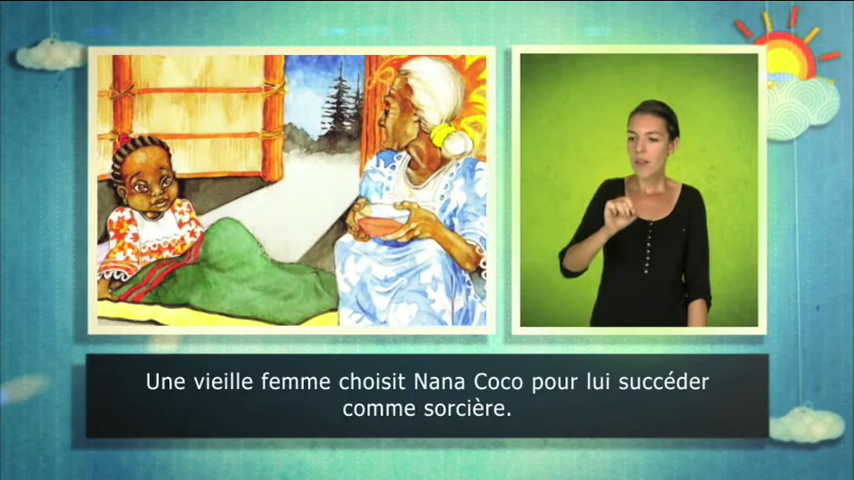 Une vieille femme choisit Nana Coco pour lui succéder
comme sorcière.